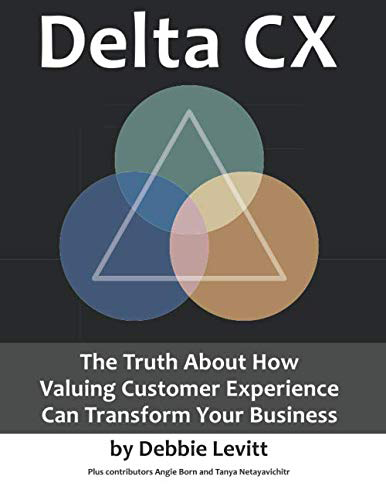 Delta CX
The Truth About How
Valuing Customer Experience
Can Transform Your Business
by Debbie Levitt
Plus contributors Angie Born and Tanya Netayavichitr